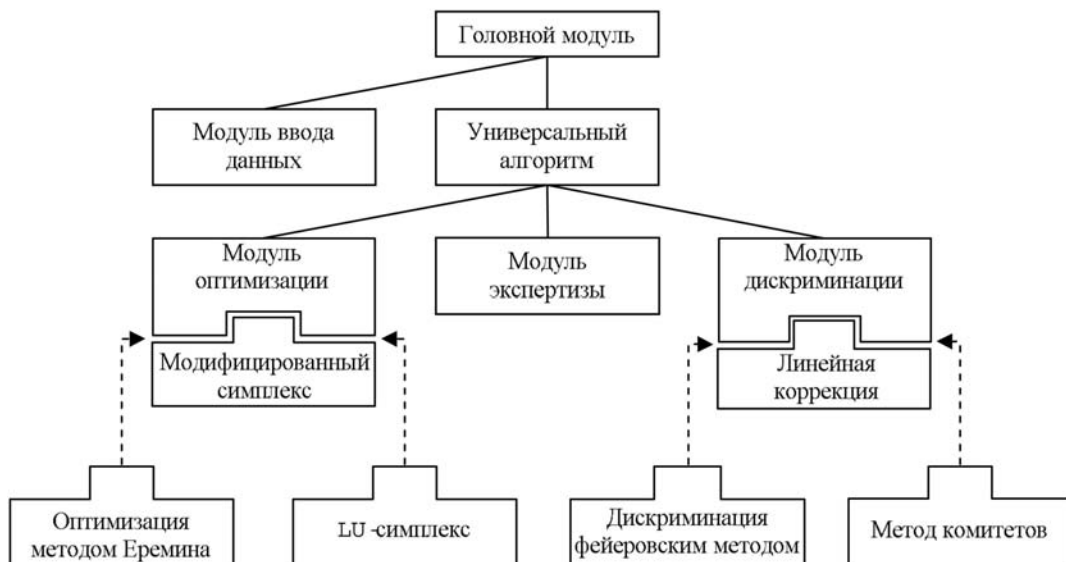 Головной модуль
Модуль ввода
данных
Универсальный
алгоритм
Модуль
оптимизации
Модуль
экспертизы
Модуль
дискриминации
Модифицированный
симплекс
Линейная
коррекция
Оптимизация
методом Еремина
LU-симплекс
Дискриминация
фейеровским методом
Метод комитетов